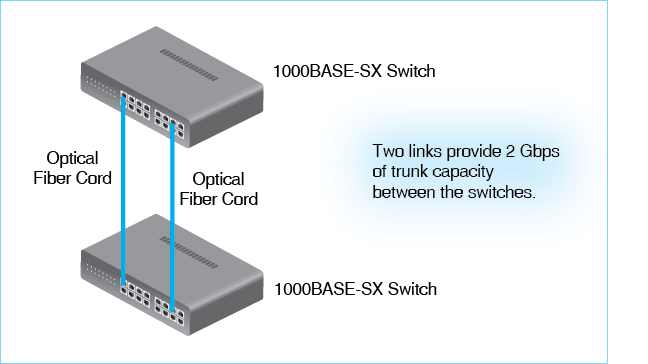 1000BASE-SX Switch
Optical
Fiber Cord
Optical
Fiber Cord
Two links provide 2 Gbps
of trunk capacity
between the switches.
1000BASE-SX Switch